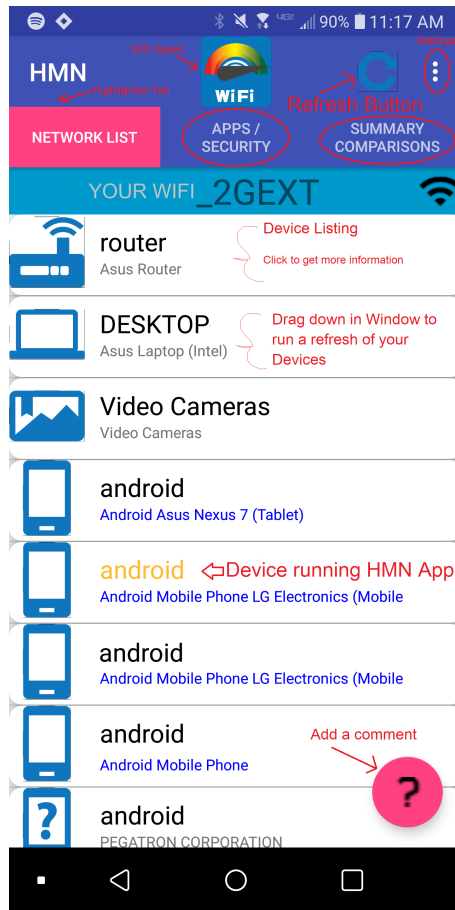 4G 90% 11:17 AM
Wifi Speed
HMN
WiFi
Highlighted Tab
Refresh Button
NETWORK LIST
APPS /
SECURITY
SUMMARY
COMPARISONS
YOUR WIFI_2GEXT
router
Asus Router
Device Listing
Click to get more information
DESKTOP
Asus Laptop (Intel)
Drag down in Window to
run a refresh of your
Devices
Video Cameras
Video Cameras
android
Android Asus Nexus 7 (Tablet)
android
Device running HMN App
Android Mobile Phone LG Electronics (Mobile
android
Android Mobile Phone LG Electronics (Mobile
android
Android Mobile Phone
Add a comment
?
?
android
PEGATRON CORPORATION